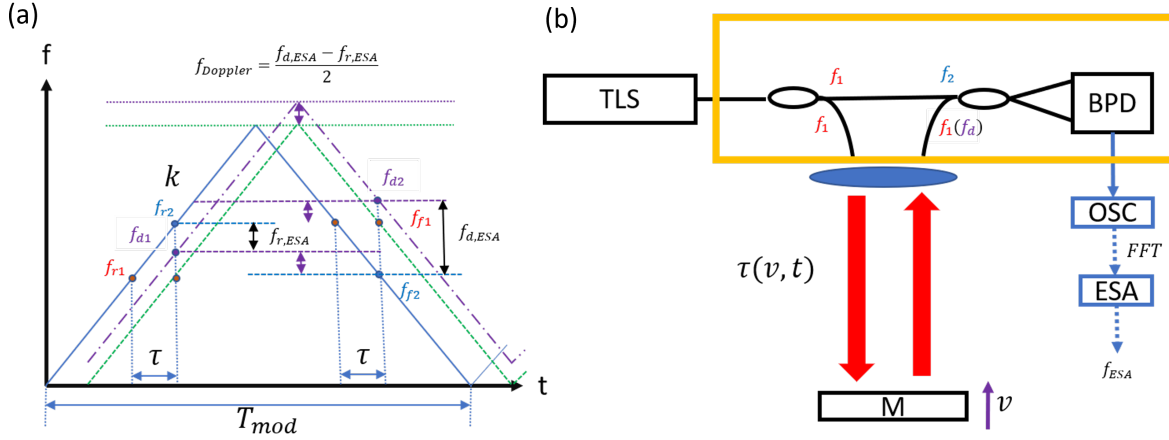 (a)
f
f_Doppler = (f_d,ESA − f_r,ESA) / 2
k
f_d2
f_r2
f_f1
f_d1
f_r,ESA
f_d,ESA
f_r1
f_f2
τ
τ
t
T_mod
(b)
TLS
f_1
f_2
f_1
f_1(f_d)
BPD
OSC
τ(v, t)
FFT
ESA
f_ESA
M
v